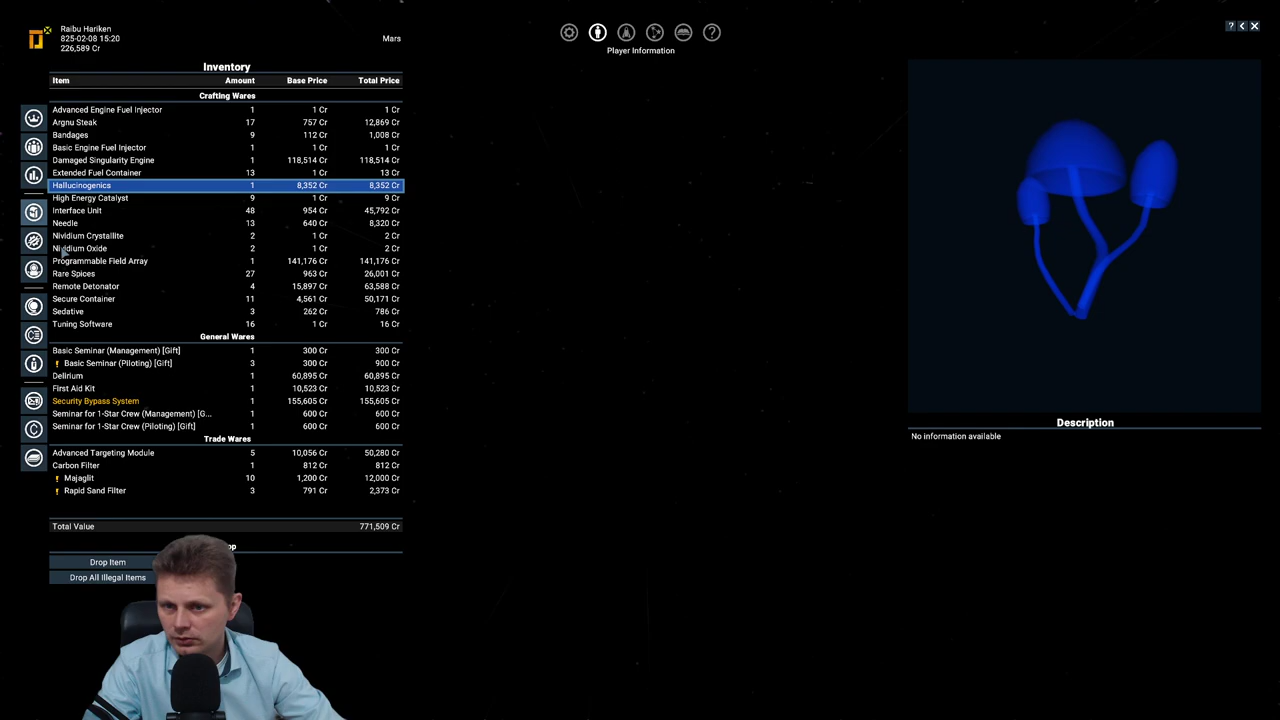 Raibu Hariken
825-02-08 15:20
226,589 Cr
Mars
Player Information
?
Inventory
Item Amount Base Price Total Price
Crafting Wares
Advanced Engine Fuel Injector 1 1 Cr 1 Cr
Argnu Steak 17 757 Cr 12,869 Cr
Bandages 9 112 Cr 1,008 Cr
Basic Engine Fuel Injector 1 1 Cr 1 Cr
Damaged Singularity Engine 1 118,514 Cr 118,514 Cr
Extended Fuel Container 13 1 Cr 13 Cr
Hallucinogenics 1 8,352 Cr 8,352 Cr
High Energy Catalyst 9 1 Cr 9 Cr
Interface Unit 48 954 Cr 45,792 Cr
Needle 13 640 Cr 8,320 Cr
Nividium Crystallite 2 1 Cr 2 Cr
Nividium Oxide 2 1 Cr 2 Cr
Programmable Field Array 1 141,176 Cr 141,176 Cr
Rare Spices 27 963 Cr 26,001 Cr
Remote Detonator 4 15,897 Cr 63,588 Cr
Secure Container 11 4,561 Cr 50,171 Cr
Sedative 3 262 Cr 786 Cr
Tuning Software 16 1 Cr 16 Cr
General Wares
Basic Seminar (Management) [Gift] 1 300 Cr 300 Cr
! Basic Seminar (Piloting) [Gift] 3 300 Cr 900 Cr
Delirium 1 60,895 Cr 60,895 Cr
First Aid Kit 1 10,523 Cr 10,523 Cr
Security Bypass System 1 155,605 Cr 155,605 Cr
Seminar for 1-Star Crew (Management) [G... 1 600 Cr 600 Cr
Seminar for 1-Star Crew (Piloting) [Gift] 1 600 Cr 600 Cr
Trade Wares
Advanced Targeting Module 5 10,056 Cr 50,280 Cr
Carbon Filter 1 812 Cr 812 Cr
! Majaglit 10 1,200 Cr 12,000 Cr
! Rapid Sand Filter 3 791 Cr 2,373 Cr
Total Value 771,509 Cr
Drop Item
Drop All Illegal Items
Description
No information available